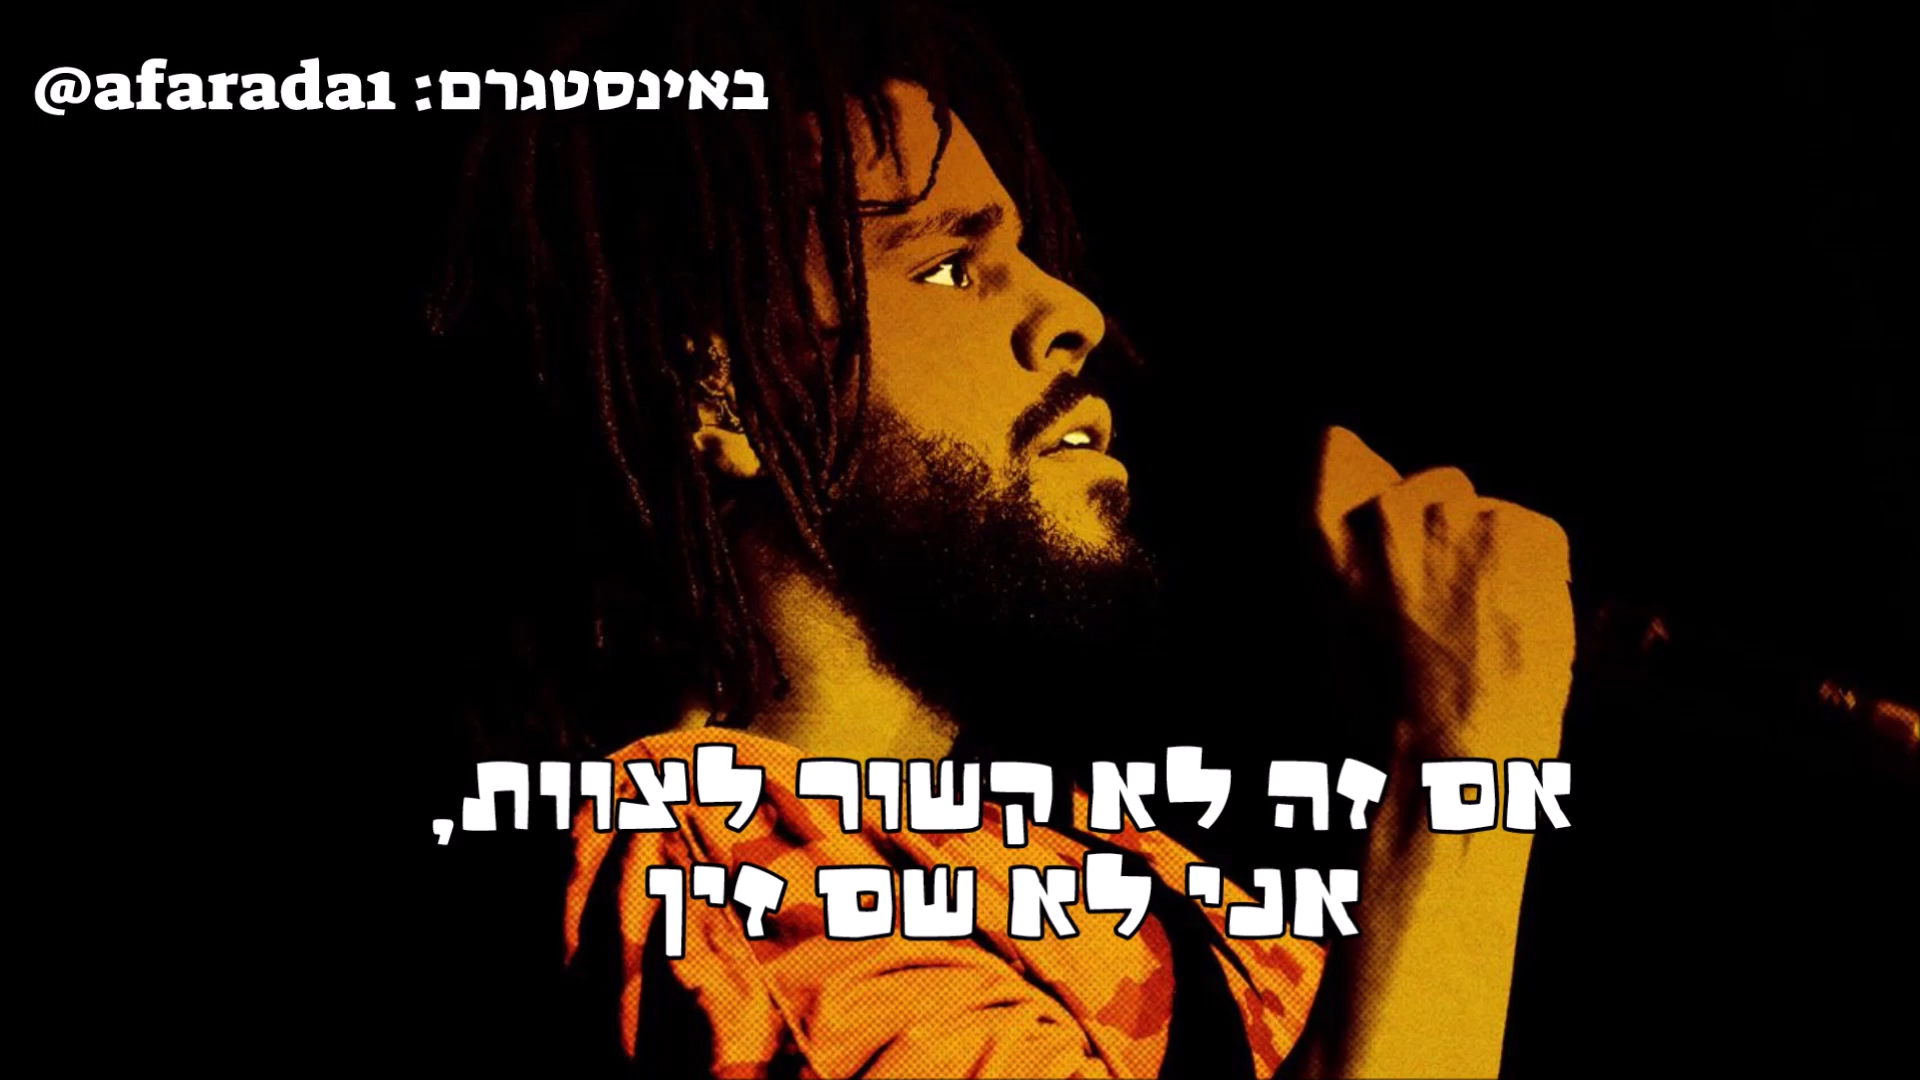 באינסטגרם: @afarada1
אם זה לא קשור לצוות,
אני לא שם זין